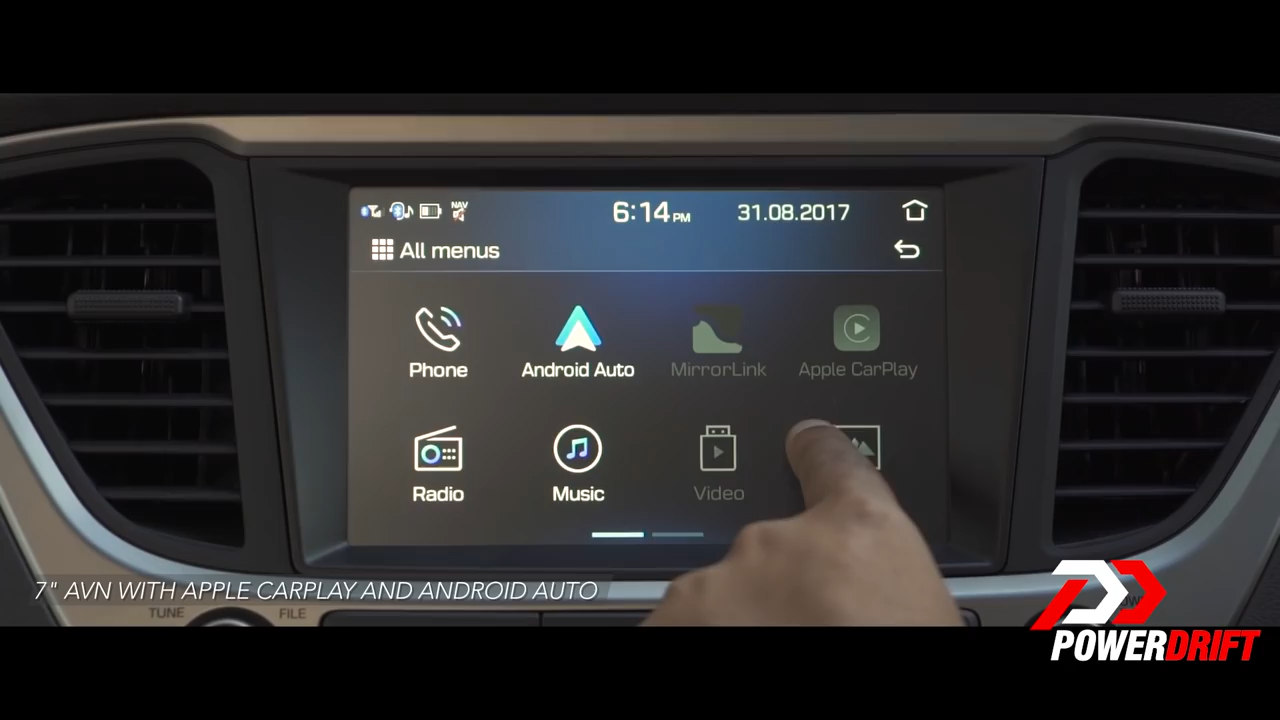 NAV
6:14 PM
31.08.2017
All menus
Phone
Android Auto
MirrorLink
Apple CarPlay
Radio
Music
Video
7" AVN WITH APPLE CARPLAY AND ANDROID AUTO
TUNE
FILE
POWERDRIFT